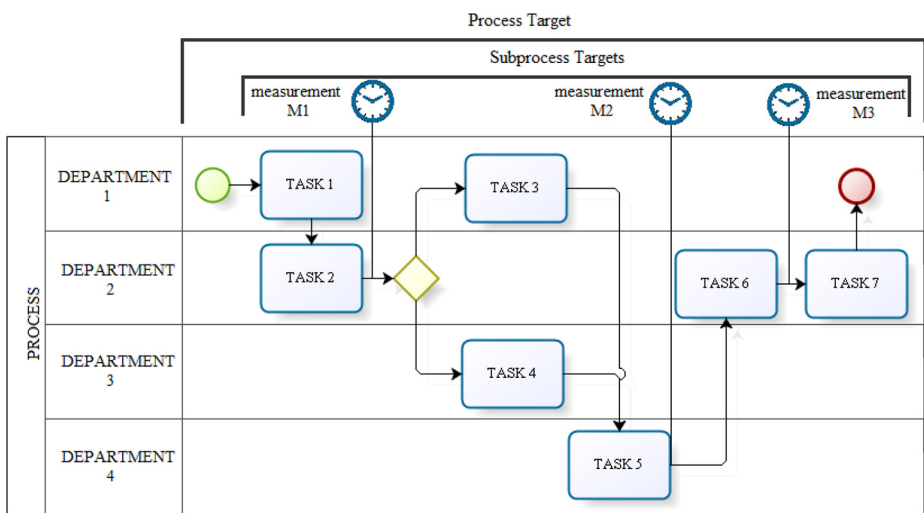 Process Target
Subprocess Targets
measurement
M1
measurement
M2
measurement
M3
PROCESS
DEPARTMENT
1
TASK 1
TASK 3
DEPARTMENT
2
TASK 2
TASK 6
TASK 7
DEPARTMENT
3
TASK 4
DEPARTMENT
4
TASK 5